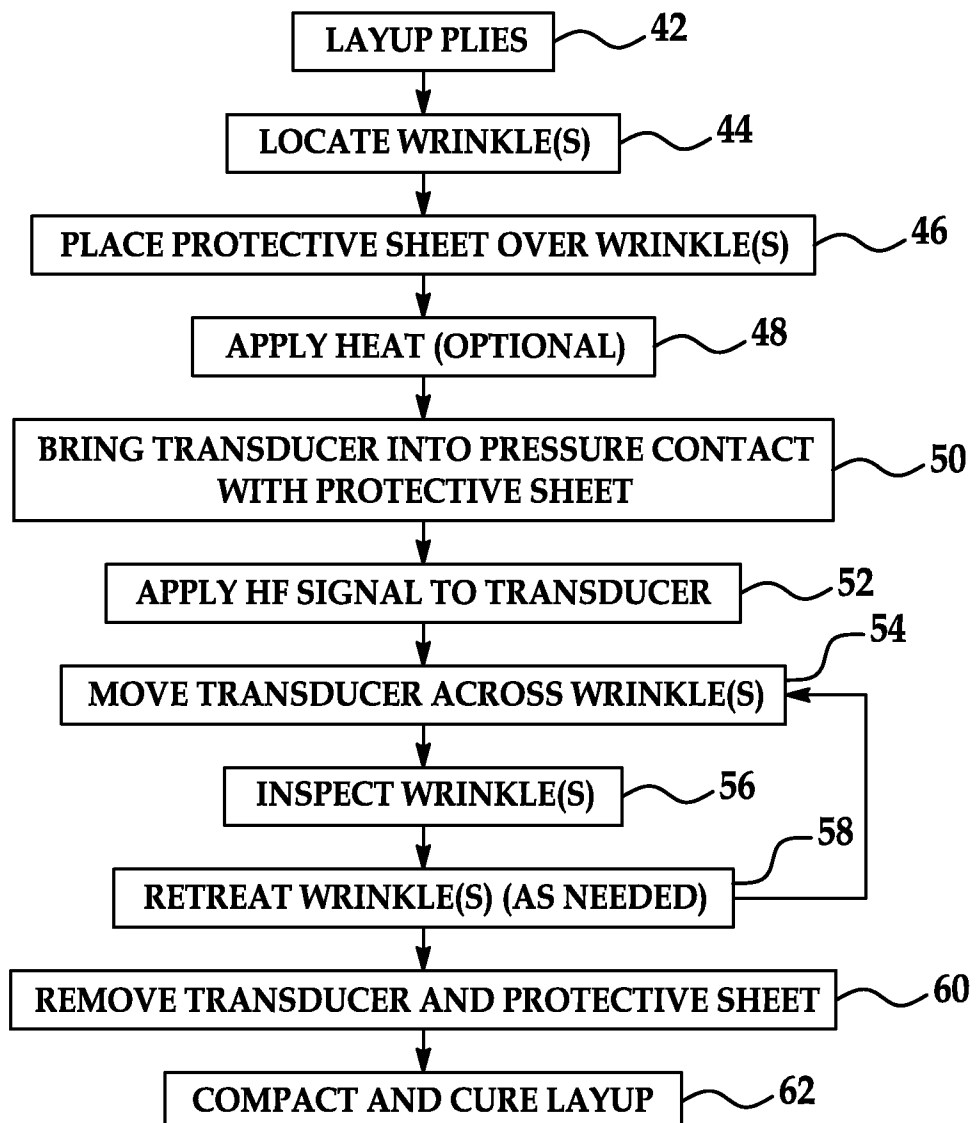 LAYUP PLIES
42
LOCATE WRINKLE(S)
44
PLACE PROTECTIVE SHEET OVER WRINKLE(S)
46
APPLY HEAT (OPTIONAL)
48
BRING TRANSDUCER INTO PRESSURE CONTACT
WITH PROTECTIVE SHEET
50
APPLY HF SIGNAL TO TRANSDUCER
52
54
MOVE TRANSDUCER ACROSS WRINKLE(S)
INSPECT WRINKLE(S)
56
58
RETREAT WRINKLE(S) (AS NEEDED)
REMOVE TRANSDUCER AND PROTECTIVE SHEET
60
COMPACT AND CURE LAYUP
62